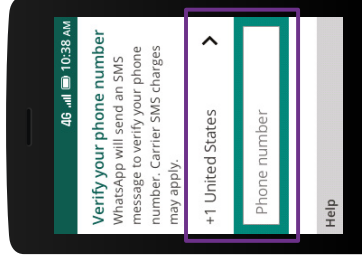 4G 10:38 AM
Verify your phone number
WhatsApp will send an SMS
message to verify your phone
number. Carrier SMS charges
may apply.
+1 United States
Phone number
Help